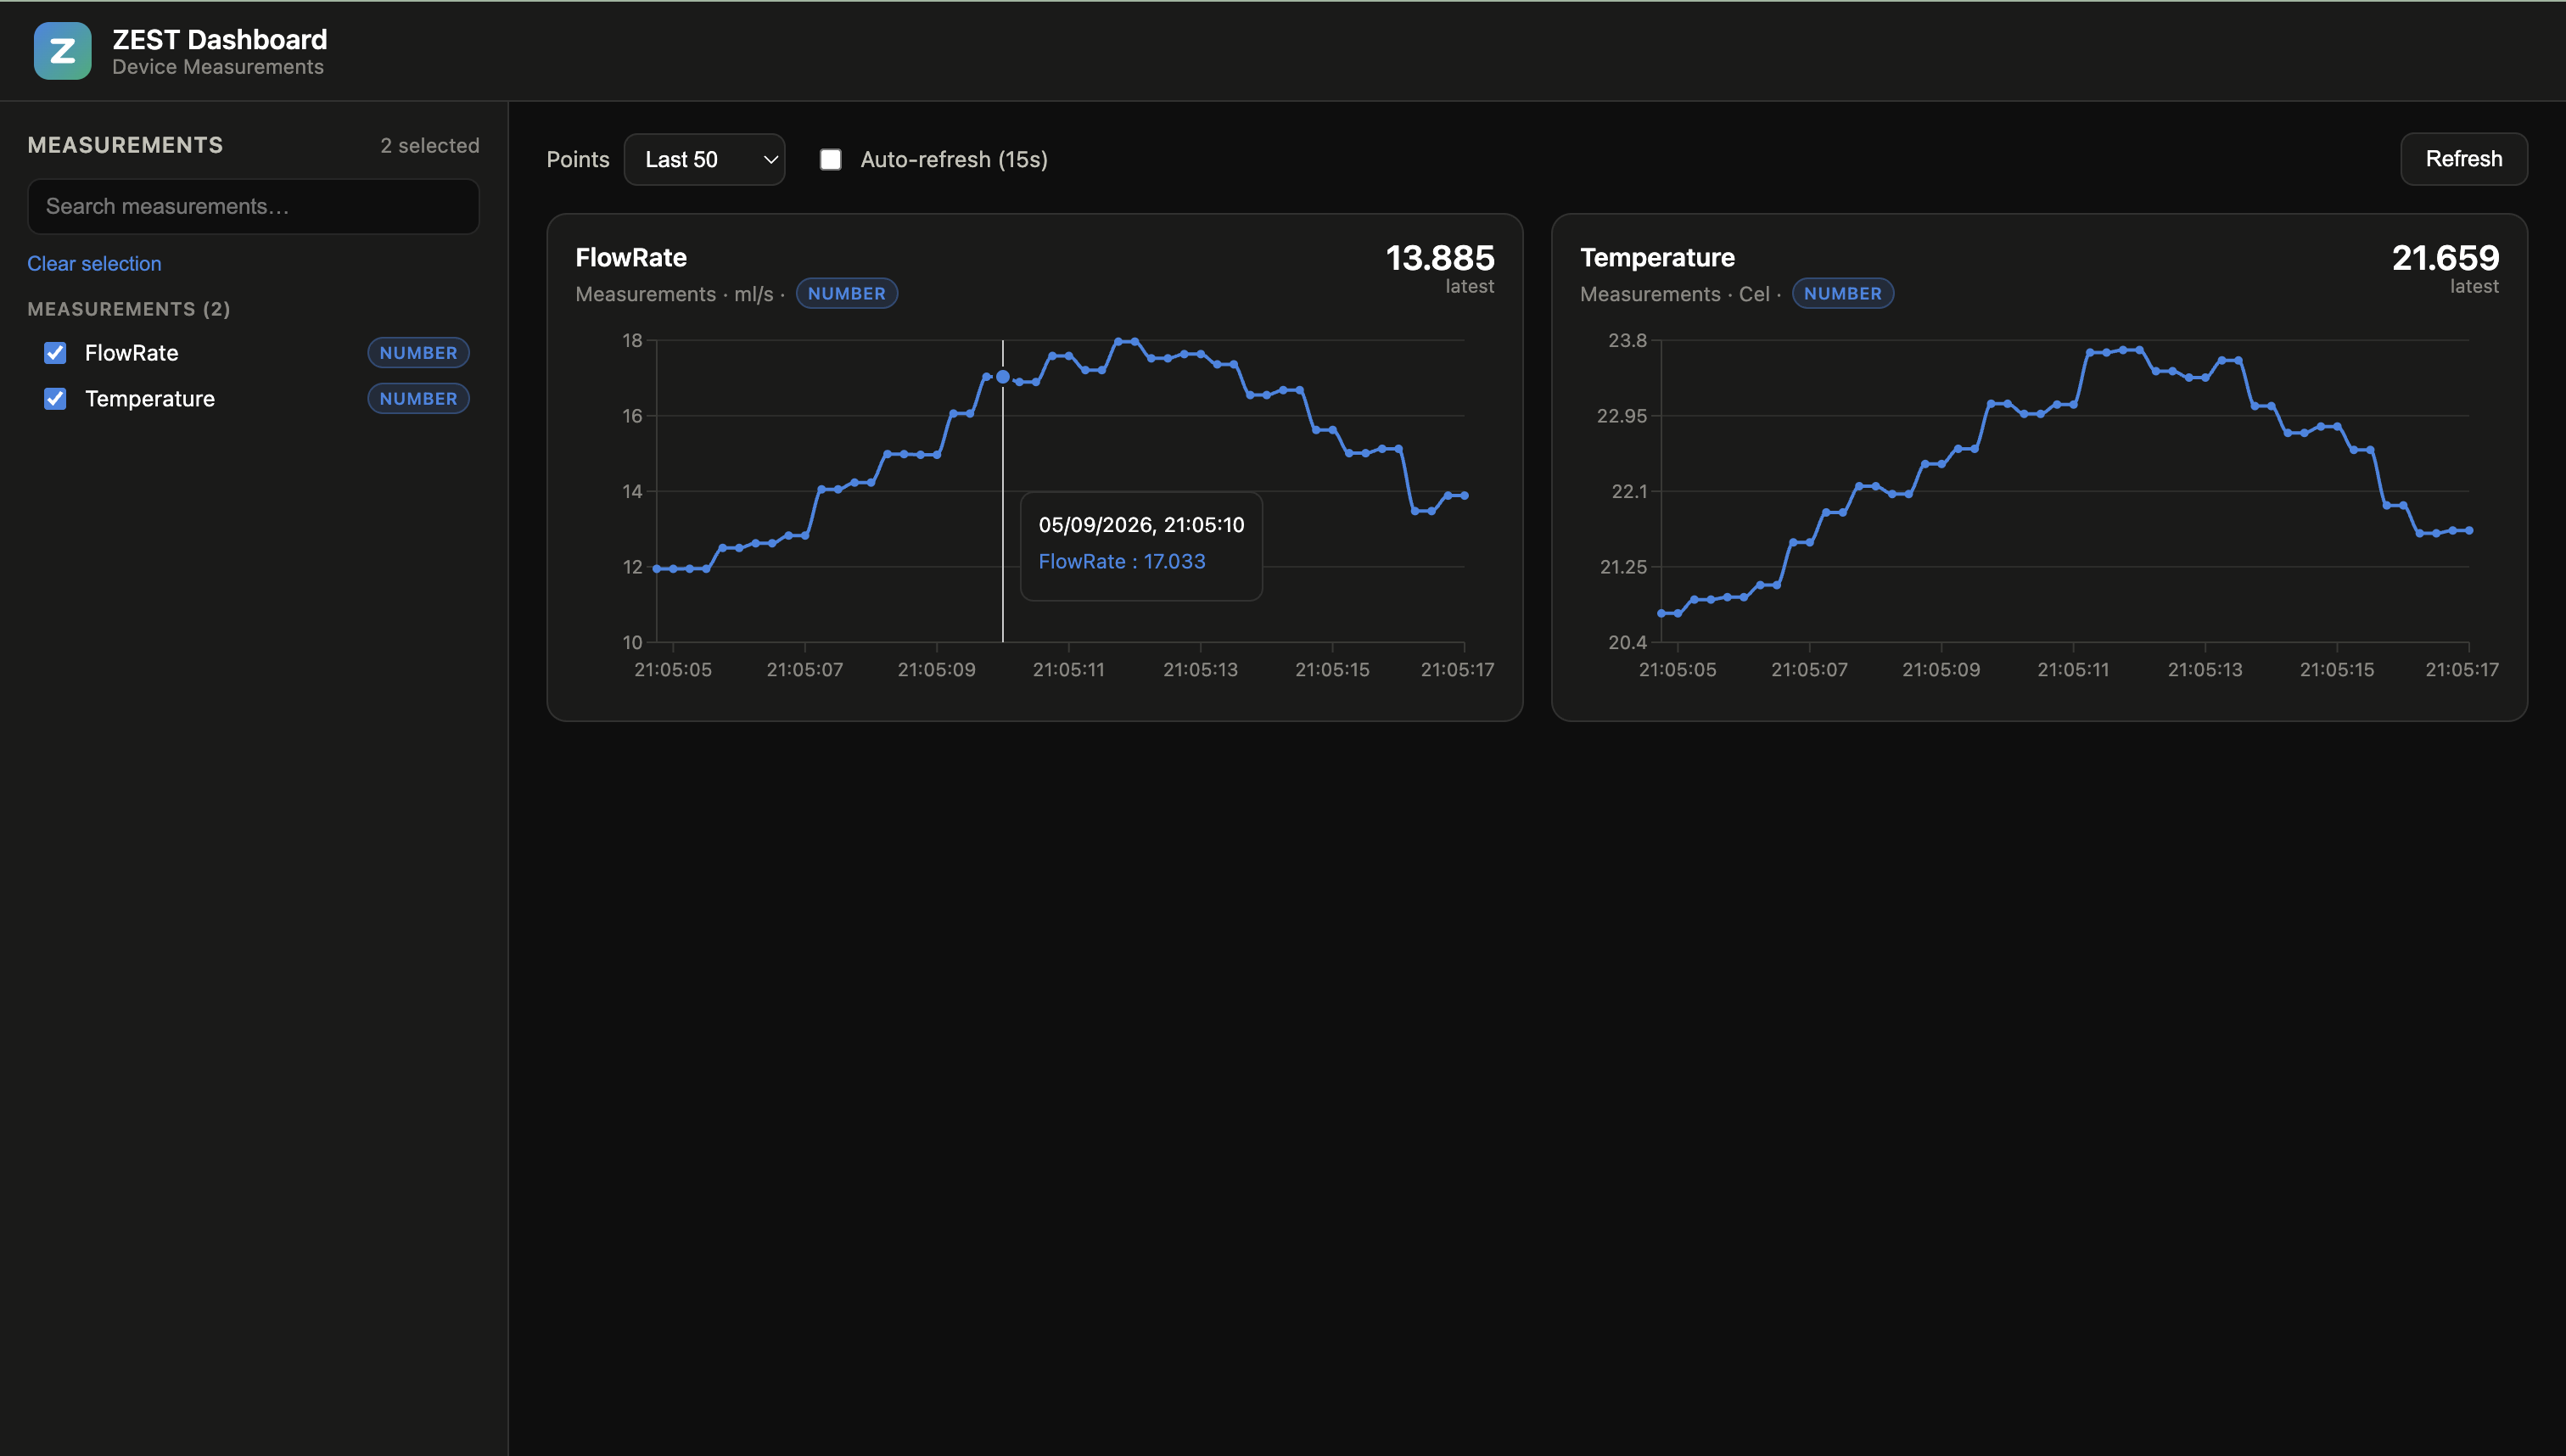 Z
ZEST Dashboard
Device Measurements
MEASUREMENTS
2 selected
Search measurements…
Clear selection
MEASUREMENTS (2)
FlowRate NUMBER
Temperature NUMBER
Points Last 50 Auto-refresh (15s) Refresh
FlowRate
13.885
Measurements · ml/s · NUMBER
latest
18
16
14
12
10
05/09/2026, 21:05:10
FlowRate : 17.033
21:05:05 21:05:07 21:05:09 21:05:11 21:05:13 21:05:15 21:05:17
Temperature
21.659
Measurements · Cel · NUMBER
latest
23.8
22.95
22.1
21.25
20.4
21:05:05 21:05:07 21:05:09 21:05:11 21:05:13 21:05:15 21:05:17